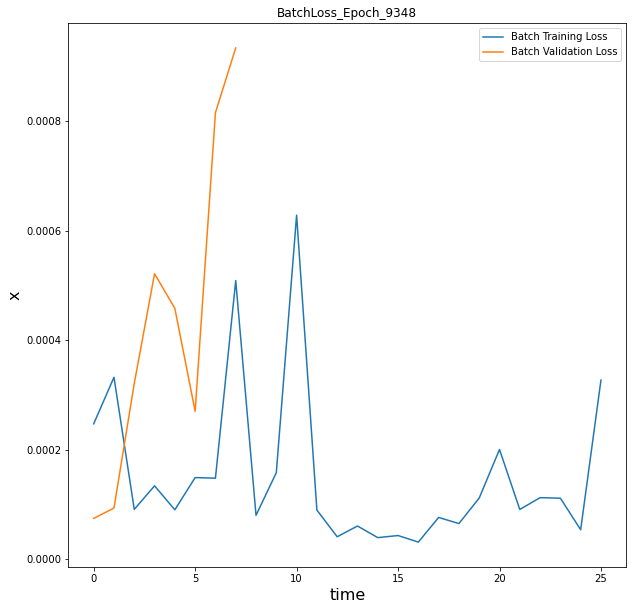 BatchLoss_Epoch_9348
Batch Training Loss
Batch Validation Loss
x
0.0008
0.0006
0.0004
0.0002
0.0000
0 5 10 15 20 25
time